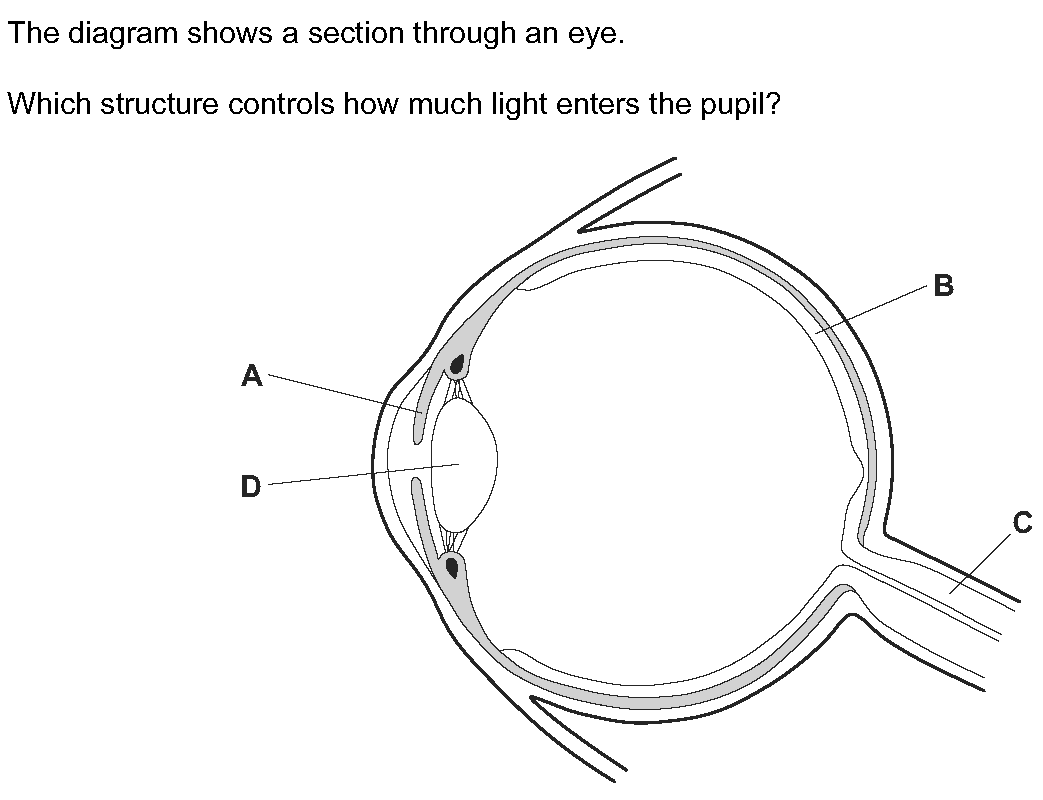 The diagram shows a section through an eye.
Which structure controls how much light enters the pupil?
B
A
D
C